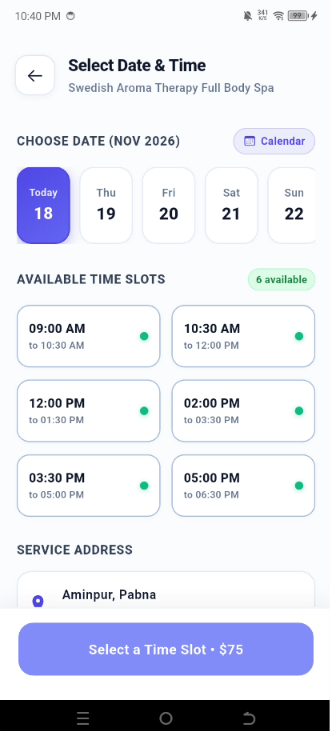 10:40 PM
341
K/S
99
Select Date & Time
Swedish Aroma Therapy Full Body Spa
CHOOSE DATE (NOV 2026)
Calendar
Today
18
Thu
19
Fri
20
Sat
21
Sun
22
AVAILABLE TIME SLOTS
6 available
09:00 AM
to 10:30 AM
10:30 AM
to 12:00 PM
12:00 PM
to 01:30 PM
02:00 PM
to 03:30 PM
03:30 PM
to 05:00 PM
05:00 PM
to 06:30 PM
SERVICE ADDRESS
Aminpur, Pabna
Select a Time Slot • $75